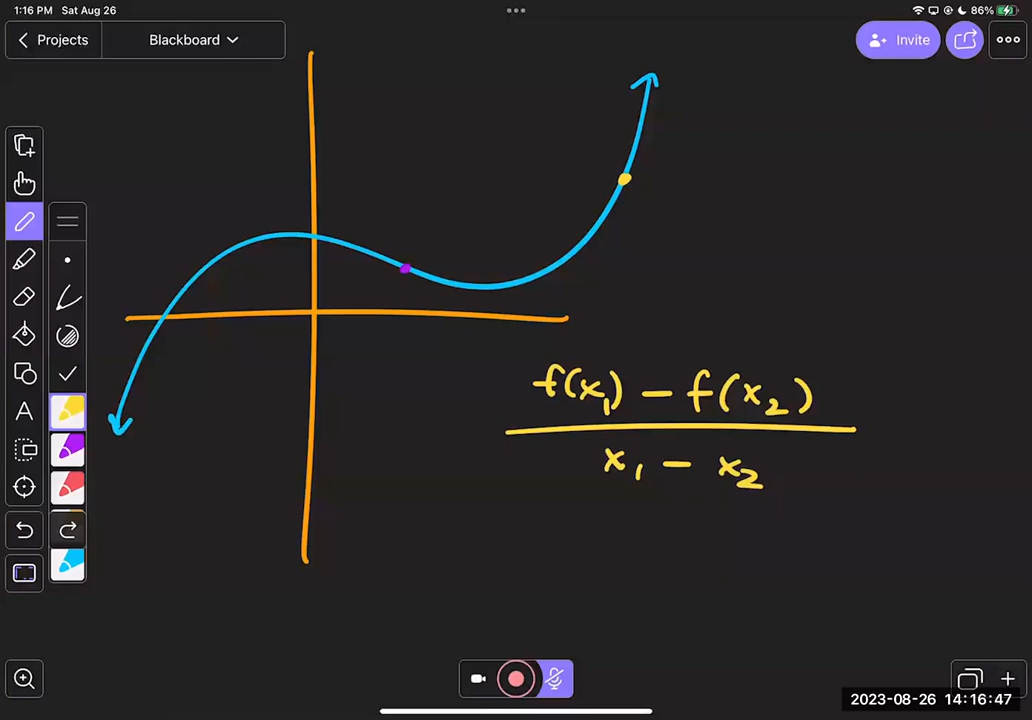 1:16 PM Sat Aug 26
86%
Projects
Blackboard
Invite
A
f(x₁) − f(x₂)
x₁ − x₂
2023-08-26 14:16:47